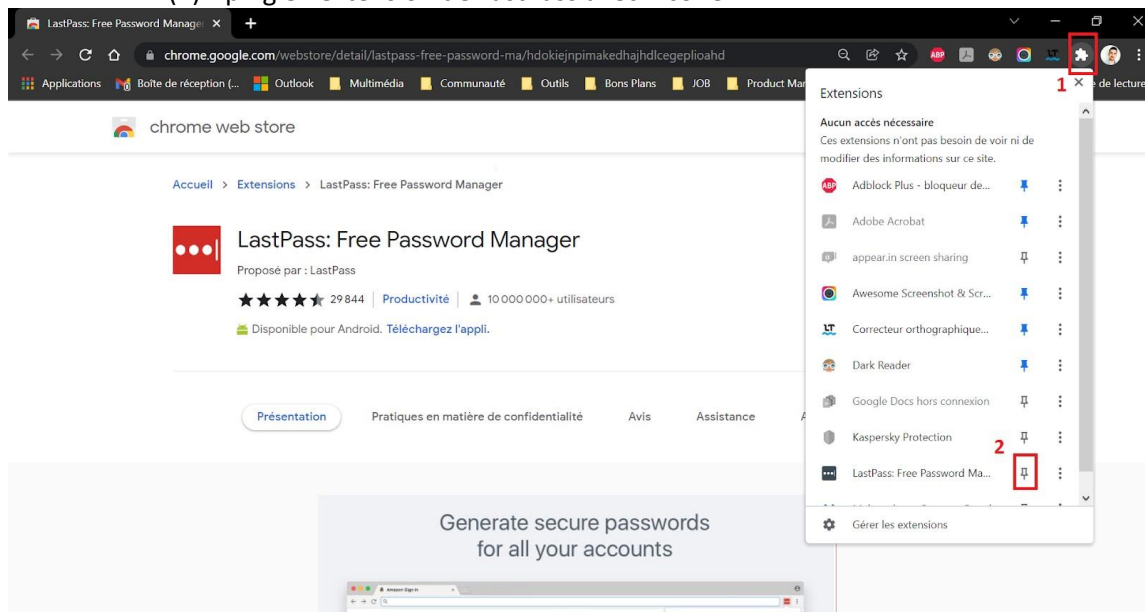 LastPass: Free Password Manager
chrome.google.com/webstore/detail/lastpass-free-password-ma/hdokiejnpimakedhajhdlcegeplioahd
Applications Boîte de réception (... Outlook Multimédia Communauté Outils Bons Plans JOB Product Mar
1
de lecture
chrome web store
Accueil > Extensions > LastPass: Free Password Manager
LastPass: Free Password Manager
Proposé par : LastPass
29 844 Productivité 10 000 000+ utilisateurs
Disponible pour Android. Téléchargez l'appli.
Présentation Pratiques en matière de confidentialité Avis Assistance
Generate secure passwords
for all your accounts
Amazon Sign In
Extensions
Aucun accès nécessaire
Ces extensions n'ont pas besoin de voir ni de
modifier des informations sur ce site.
ABP Adblock Plus - bloqueur de...
Adobe Acrobat
appear.in screen sharing
Awesome Screenshot & Scr...
LT Correcteur orthographique...
Dark Reader
Google Docs hors connexion
Kaspersky Protection
2
LastPass: Free Password Ma...
Gérer les extensions